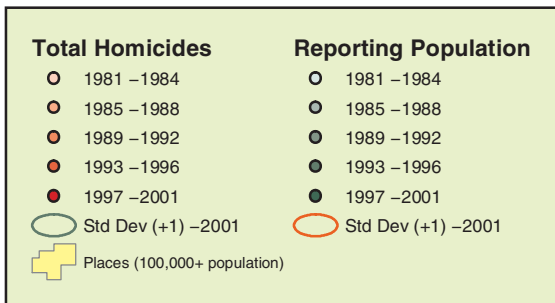 Total Homicides
1981 –1984
1985 –1988
1989 –1992
1993 –1996
1997 –2001
Std Dev (+1) –2001
Places (100,000+ population)
Reporting Population
1981 –1984
1985 –1988
1989 –1992
1993 –1996
1997 –2001
Std Dev (+1) –2001